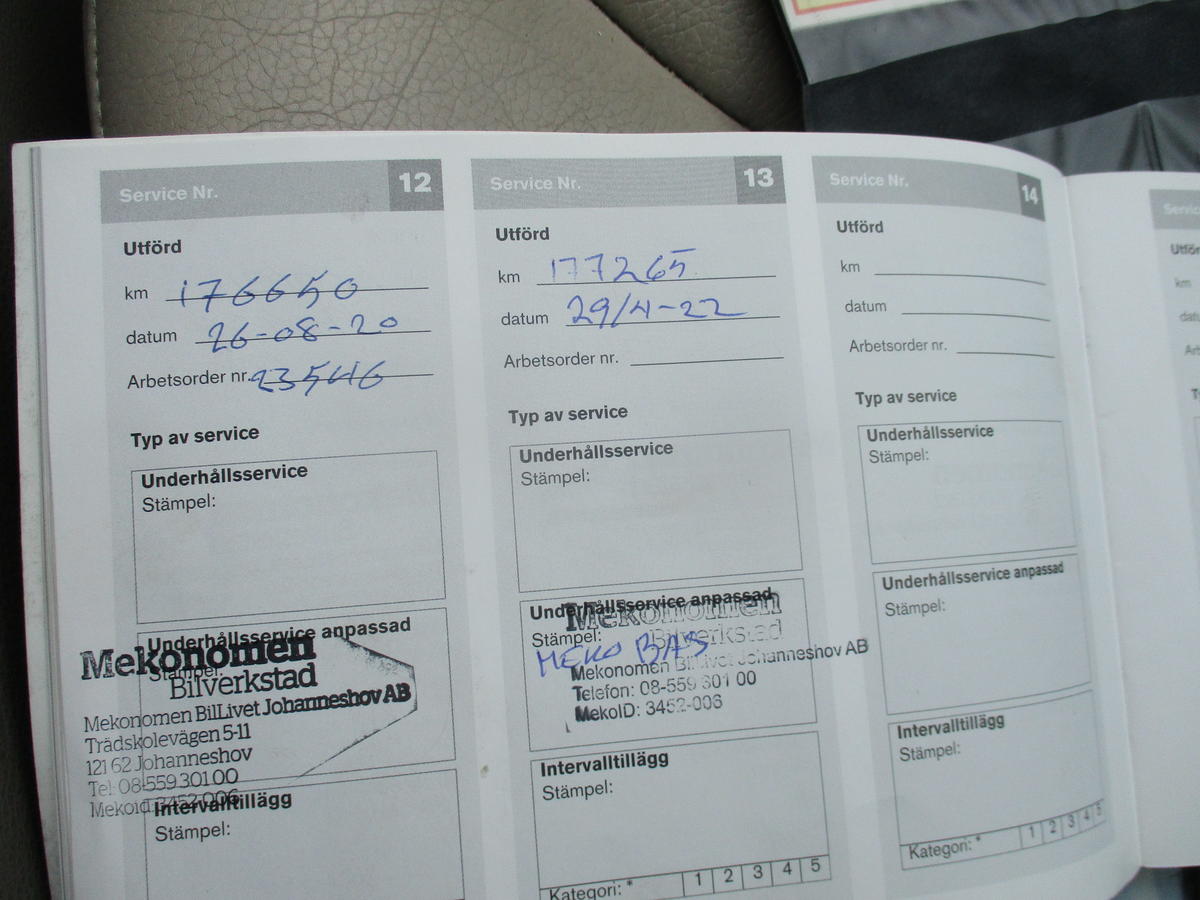 Service Nr. 12
Utförd
km 176650
datum 26-08-20
Arbetsorder nr. 23546
Typ av service
Underhållsservice
Stämpel:
Underhållsservice anpassad
Stämpel:
Mekonomen
Bilverkstad
Mekonomen BilLivet Johanneshov AB
Trädskolevägen 5-11
121 62 Johanneshov
Tel: 08-559 301 00
Mekoid: 3452-006
Intervalltillägg
Stämpel:
Service Nr. 13
Utförd
km 177265
datum 29/4-22
Arbetsorder nr.
Typ av service
Underhållsservice
Stämpel:
Underhållsservice anpassad
Stämpel:
Mekonomen
Bilverkstad
MEKO BAS
Mekonomen BilLivet Johanneshov AB
Telefon: 08-559 301 00
MekoID: 3452-006
Intervalltillägg
Stämpel:
Kategori: * 1 2 3 4 5
Service Nr. 14
Utförd
km
datum
Arbetsorder nr.
Typ av service
Underhållsservice
Stämpel:
Underhållsservice anpassad
Stämpel:
Intervalltillägg
Stämpel:
Kategori: * 1 2 3 4 5